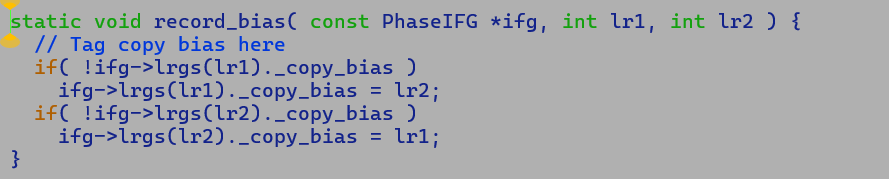 static void record_bias( const PhaseIFG *ifg, int lr1, int lr2 ) {
  // Tag copy bias here
  if( !ifg->lrgs(lr1)._copy_bias )
    ifg->lrgs(lr1)._copy_bias = lr2;
  if( !ifg->lrgs(lr2)._copy_bias )
    ifg->lrgs(lr2)._copy_bias = lr1;
}